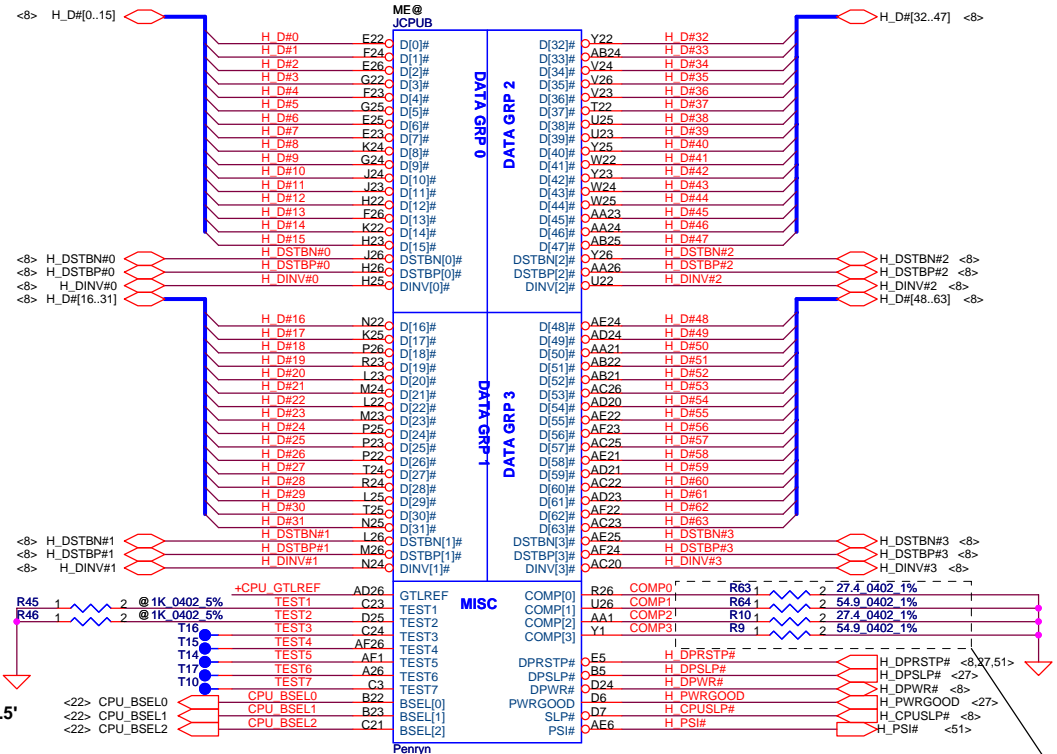 ME@
JCPUB
<8> H_D#[0..15]
H_D#[32..47] <8>
H_D#0 E22 D[0]# D[32]# Y22 H_D#32
H_D#1 F24 D[1]# D[33]# AB24 H_D#33
H_D#2 E26 D[2]# D[34]# V24 H_D#34
H_D#3 G22 D[3]# D[35]# V26 H_D#35
H_D#4 F23 D[4]# D[36]# V23 H_D#36
H_D#5 G25 D[5]# D[37]# T22 H_D#37
H_D#6 E25 D[6]# D[38]# U25 H_D#38
H_D#7 E23 D[7]# D[39]# U23 H_D#39
H_D#8 K24 D[8]# D[40]# Y25 H_D#40
H_D#9 G24 D[9]# D[41]# W22 H_D#41
H_D#10 J24 D[10]# D[42]# Y23 H_D#42
H_D#11 J23 D[11]# D[43]# W24 H_D#43
H_D#12 H22 D[12]# D[44]# W25 H_D#44
H_D#13 F26 D[13]# D[45]# AA23 H_D#45
H_D#14 K22 D[14]# D[46]# AA24 H_D#46
H_D#15 H23 D[15]# D[47]# AB25 H_D#47
<8> H_DSTBN#0 H_DSTBN#0 J26 DSTBN[0]# DSTBN[2]# Y26 H_DSTBN#2 H_DSTBN#2 <8>
<8> H_DSTBP#0 H_DSTBP#0 H26 DSTBP[0]# DSTBP[2]# AA26 H_DSTBP#2 H_DSTBP#2 <8>
<8> H_DINV#0 H_DINV#0 H25 DINV[0]# DINV[2]# U22 H_DINV#2 H_DINV#2 <8>
DATA GRP 0
DATA GRP 2
<8> H_D#[16..31]
H_D#[48..63] <8>
H_D#16 N22 D[16]# D[48]# AE24 H_D#48
H_D#17 K25 D[17]# D[49]# AD24 H_D#49
H_D#18 P26 D[18]# D[50]# AA21 H_D#50
H_D#19 R23 D[19]# D[51]# AB22 H_D#51
H_D#20 L23 D[20]# D[52]# AB21 H_D#52
H_D#21 M24 D[21]# D[53]# AC26 H_D#53
H_D#22 L22 D[22]# D[54]# AD20 H_D#54
H_D#23 M23 D[23]# D[55]# AE22 H_D#55
H_D#24 P25 D[24]# D[56]# AF23 H_D#56
H_D#25 P23 D[25]# D[57]# AC25 H_D#57
H_D#26 P22 D[26]# D[58]# AE21 H_D#58
H_D#27 T24 D[27]# D[59]# AD21 H_D#59
H_D#28 R24 D[28]# D[60]# AC22 H_D#60
H_D#29 L25 D[29]# D[61]# AD23 H_D#61
H_D#30 T25 D[30]# D[62]# AF22 H_D#62
H_D#31 N25 D[31]# D[63]# AC23 H_D#63
<8> H_DSTBN#1 H_DSTBN#1 L26 DSTBN[1]# DSTBN[3]# AE25 H_DSTBN#3 H_DSTBN#3 <8>
<8> H_DSTBP#1 H_DSTBP#1 M26 DSTBP[1]# DSTBP[3]# AF24 H_DSTBP#3 H_DSTBP#3 <8>
<8> H_DINV#1 H_DINV#1 N24 DINV[1]# DINV[3]# AC20 H_DINV#3 H_DINV#3 <8>
DATA GRP 1
DATA GRP 3
+CPU_GTLREF AD26 GTLREF MISC COMP[0] R26 COMP0 R63 1 2 27.4_0402_1%
R45 1 2 @1K_0402_5% TEST1 C23 TEST1 COMP[1] U26 COMP1 R64 1 2 54.9_0402_1%
R46 1 2 @1K_0402_5% TEST2 D25 TEST2 COMP[2] AA1 COMP2 R10 1 2 27.4_0402_1%
T16 TEST3 C24 TEST3 COMP[3] Y1 COMP3 R9 1 2 54.9_0402_1%
T15 TEST4 AF26 TEST4
T14 TEST5 AF1 TEST5 DPRSTP# E5 H_DPRSTP# H_DPRSTP# <8,27,51>
T17 TEST6 A26 TEST6 DPSLP# B5 H_DPSLP# H_DPSLP# <27>
T10 TEST7 C3 TEST7 DPWR# D24 H_DPWR# H_DPWR# <8>
<22> CPU_BSEL0 CPU_BSEL0 B22 BSEL[0] PWRGOOD D6 H_PWRGOOD H_PWRGOOD <27>
<22> CPU_BSEL1 CPU_BSEL1 B23 BSEL[1] SLP# D7 H_CPUSLP# H_CPUSLP# <8>
<22> CPU_BSEL2 CPU_BSEL2 C21 BSEL[2] PSI# AE6 H_PSI# H_PSI# <51>
.5'
Penryn